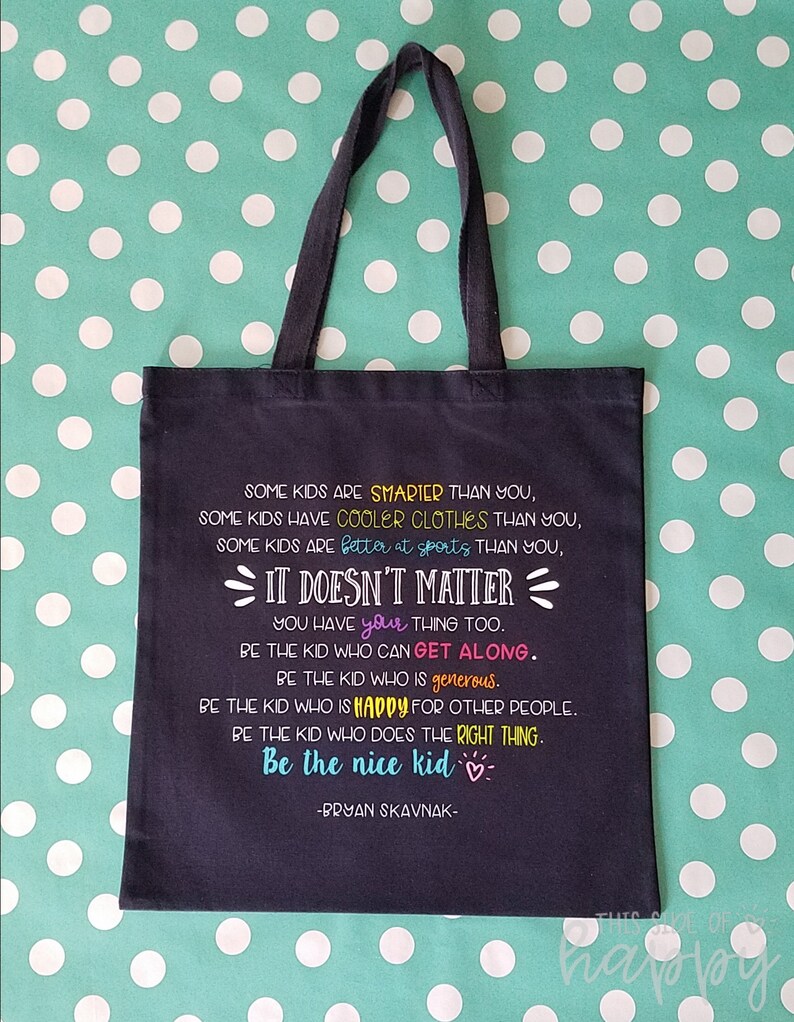 SOME KIDS ARE SMARTER THAN YOU,
SOME KIDS HAVE COOLER CLOTHES THAN YOU,
SOME KIDS ARE better at sports THAN YOU,
IT DOESN'T MATTER
YOU HAVE your THING TOO.
BE THE KID WHO CAN GET ALONG.
BE THE KID WHO IS generous.
BE THE KID WHO IS HAPPY FOR OTHER PEOPLE.
BE THE KID WHO DOES THE RIGHT THING.
Be the nice kid
-BRYAN SKAVNAK-
THIS SIDE OF
happy